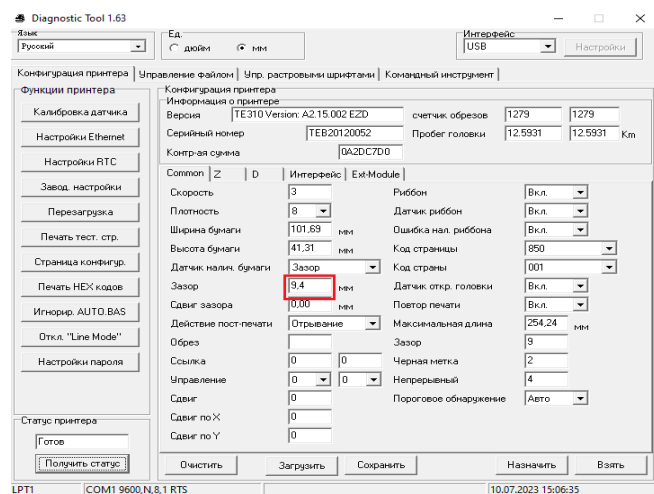 Diagnostic Tool 1.63
Язык
Русский
Ед.
дюйм
мм
Интерфейс
USB
Настройки
Конфигурация принтера
Управление файлом
Упр. растровыми шрифтами
Командный инструмент
Функции принтера
Калибровка датчика
Настройки Ethernet
Настройки RTC
Завод. настройки
Перезагрузка
Печать тест. стр.
Страница конфигур.
Печать HEX кодов
Игнорир. AUTO.BAS
Откл. "Line Mode"
Настройки пароля
Статус принтера
Готов
Получить статус
Конфигурация принтера
Информация о принтере
Версия TE310 Version: A2.15.002 EZD счетчик обрезов 1279 1279
Серийный номер TEB20120052 Пробег головки 12.5931 12.5931 Km
Контр-ая сумма 0A2DC7D0
Common Z D Интерфейс Ext-Module
Скорость 3 Риббон Вкл.
Плотность 8 Датчик риббон Вкл.
Ширина бумаги 101,69 мм Ошибка нал. риббона Вкл.
Высота бумаги 41,31 мм Код страницы 850
Датчик налич. бумаги Зазор Код страны 001
Зазор 9,4 мм Датчик откр. головки Вкл.
Сдвиг зазора 0,00 мм Повтор печати Вкл.
Действие пост-печати Отрывание Максимальная длина 254,24 мм
Обрез Зазор 9
Ссылка 0 0 Черная метка 2
Управление 0 0 Непрерывный 4
Сдвиг 0 Пороговое обнаружение Авто
Сдвиг по X 0
Сдвиг по Y 0
Очистить Загрузить Сохранить Назначить Взять
LPT1 COM1 9600,N,8,1 RTS 10.07.2023 15:06:35